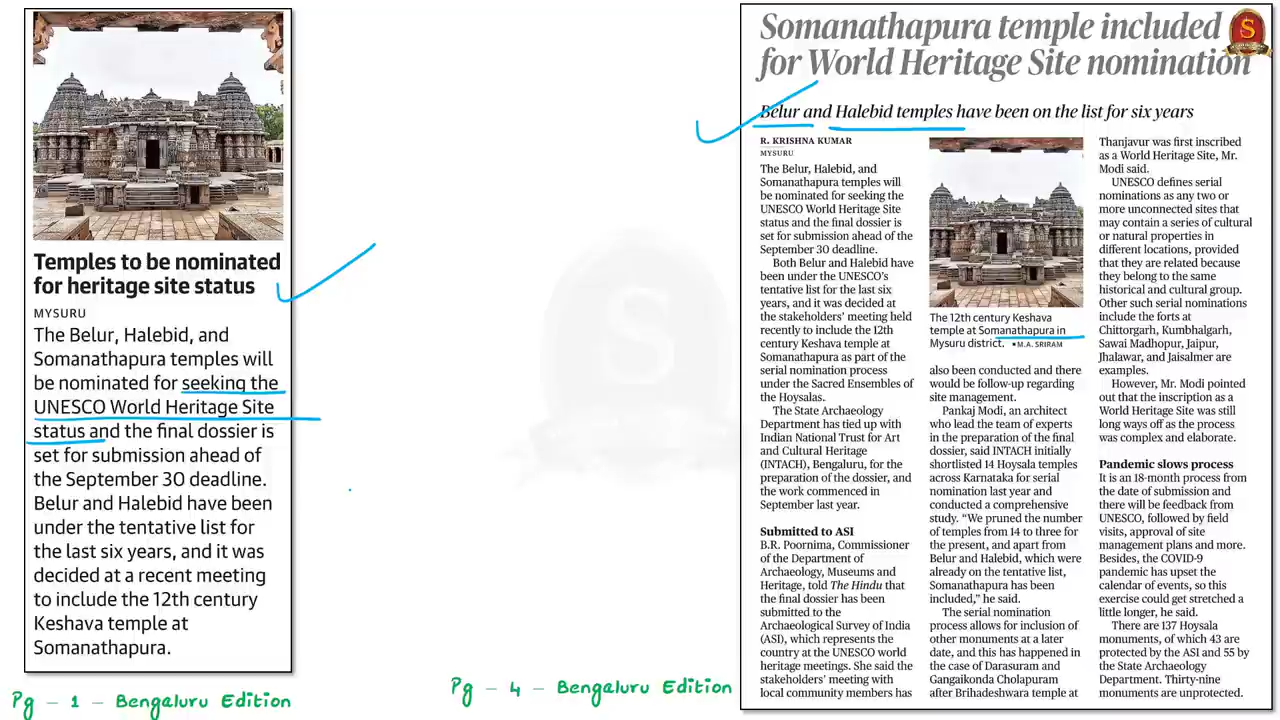 Temples to be nominated
for heritage site status
MYSURU
The Belur, Halebid, and
Somanathapura temples will
be nominated for seeking the
UNESCO World Heritage Site
status and the final dossier is
set for submission ahead of
the September 30 deadline.
Belur and Halebid have been
under the tentative list for
the last six years, and it was
decided at a recent meeting
to include the 12th century
Keshava temple at
Somanathapura.
Pg - 1 - Bengaluru Edition
Pg - 4 - Bengaluru Edition
Somanathapura temple included
for World Heritage Site nomination
Belur and Halebid temples have been on the list for six years
R. KRISHNA KUMAR
MYSURU
The Belur, Halebid, and
Somanathapura temples will
be nominated for seeking the
UNESCO World Heritage Site
status and the final dossier is
set for submission ahead of the
September 30 deadline.
Both Belur and Halebid have
been under the UNESCO's
tentative list for the last six
years, and it was decided at
the stakeholders' meeting held
recently to include the 12th
century Keshava temple at
Somanathapura as part of the
serial nomination process
under the Sacred Ensembles of
the Hoysalas.
The State Archaeology
Department has tied up with
Indian National Trust for Art
and Cultural Heritage
(INTACH), Bengaluru, for the
preparation of the dossier, and
the work commenced in
September last year.
Submitted to ASI
B.R. Poornima, Commissioner
of the Department of
Archaeology, Museums and
Heritage, told The Hindu that
the final dossier has been
submitted to the
Archaeological Survey of India
(ASI), which represents the
country at the UNESCO world
heritage meetings. She said the
stakeholders' meeting with
local community members has
The 12th century Keshava
temple at Somanathapura in
Mysuru district. •M.A. SRIRAM
also been conducted and there
would be follow-up regarding
site management.
Pankaj Modi, an architect
who lead the team of experts
in the preparation of the final
dossier, said INTACH initially
shortlisted 14 Hoysala temples
across Karnataka for serial
nomination last year and
conducted a comprehensive
study. "We pruned the number
of temples from 14 to three for
the present, and apart from
Belur and Halebid, which were
already on the tentative list,
Somanathapura has been
included," he said.
The serial nomination
process allows for inclusion of
other monuments at a later
date, and this has happened in
the case of Darasuram and
Gangaikonda Cholapuram
after Brihadeshwara temple at
Thanjavur was first inscribed
as a World Heritage Site, Mr.
Modi said.
UNESCO defines serial
nominations as any two or
more unconnected sites that
may contain a series of cultural
or natural properties in
different locations, provided
that they are related because
they belong to the same
historical and cultural group.
Other such serial nominations
include the forts at
Chittorgarh, Kumbhalgarh,
Sawai Madhopur, Jaipur,
Jhalawar, and Jaisalmer are
examples.
However, Mr. Modi pointed
out that the inscription as a
World Heritage Site was still
long ways off as the process
was complex and elaborate.
Pandemic slows process
It is an 18-month process from
the date of submission and
there will be feedback from
UNESCO, followed by field
visits, approval of site
management plans and more.
Besides, the COVID-9
pandemic has upset the
calendar of events, so this
exercise could get stretched a
little longer, he said.
There are 137 Hoysala
monuments, of which 43 are
protected by the ASI and 55 by
the State Archaeology
Department. Thirty-nine
monuments are unprotected.